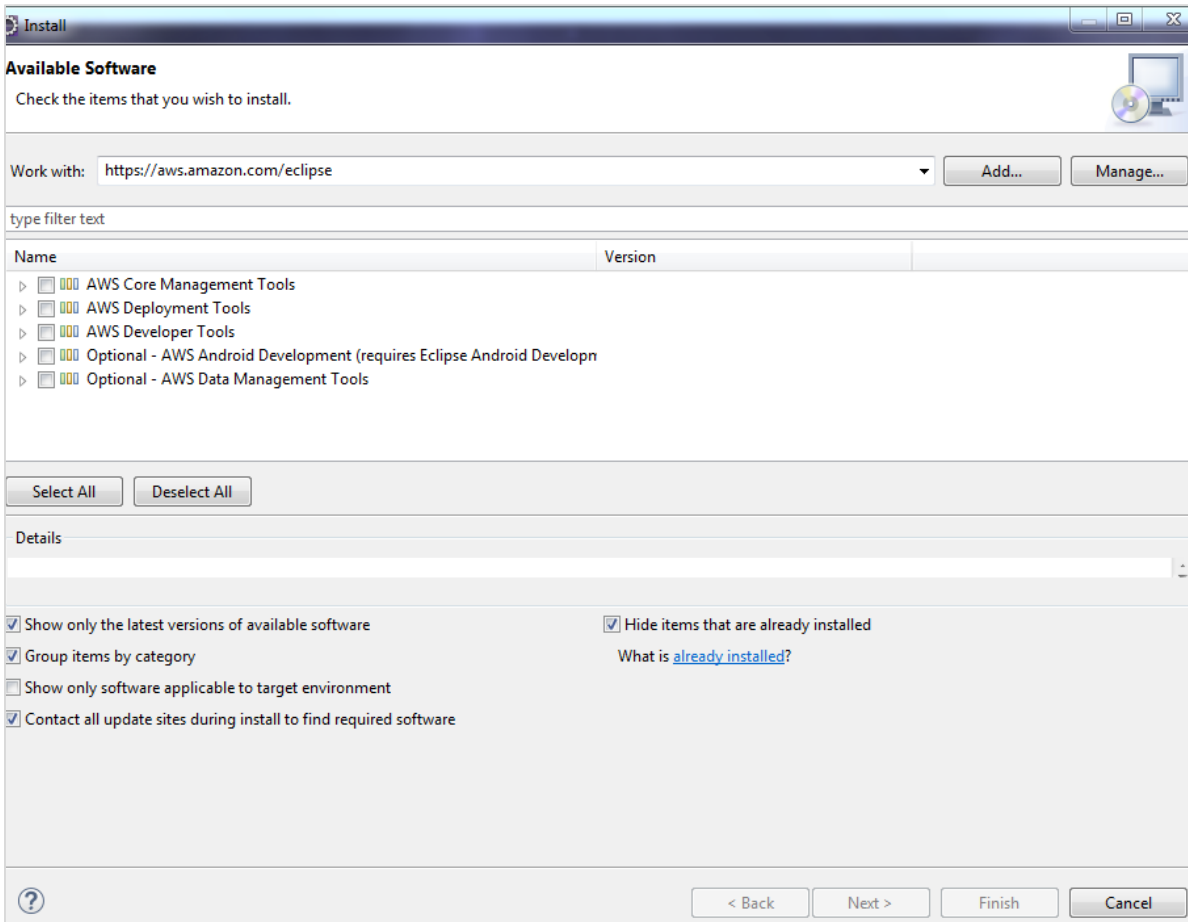 Install
Available Software
Check the items that you wish to install.
Work with: https://aws.amazon.com/eclipse Add... Manage...
type filter text
Name Version
AWS Core Management Tools
AWS Deployment Tools
AWS Developer Tools
Optional - AWS Android Development (requires Eclipse Android Developn
Optional - AWS Data Management Tools
Select All Deselect All
Details
Show only the latest versions of available software Hide items that are already installed
Group items by category What is already installed?
Show only software applicable to target environment
Contact all update sites during install to find required software
? < Back Next > Finish Cancel